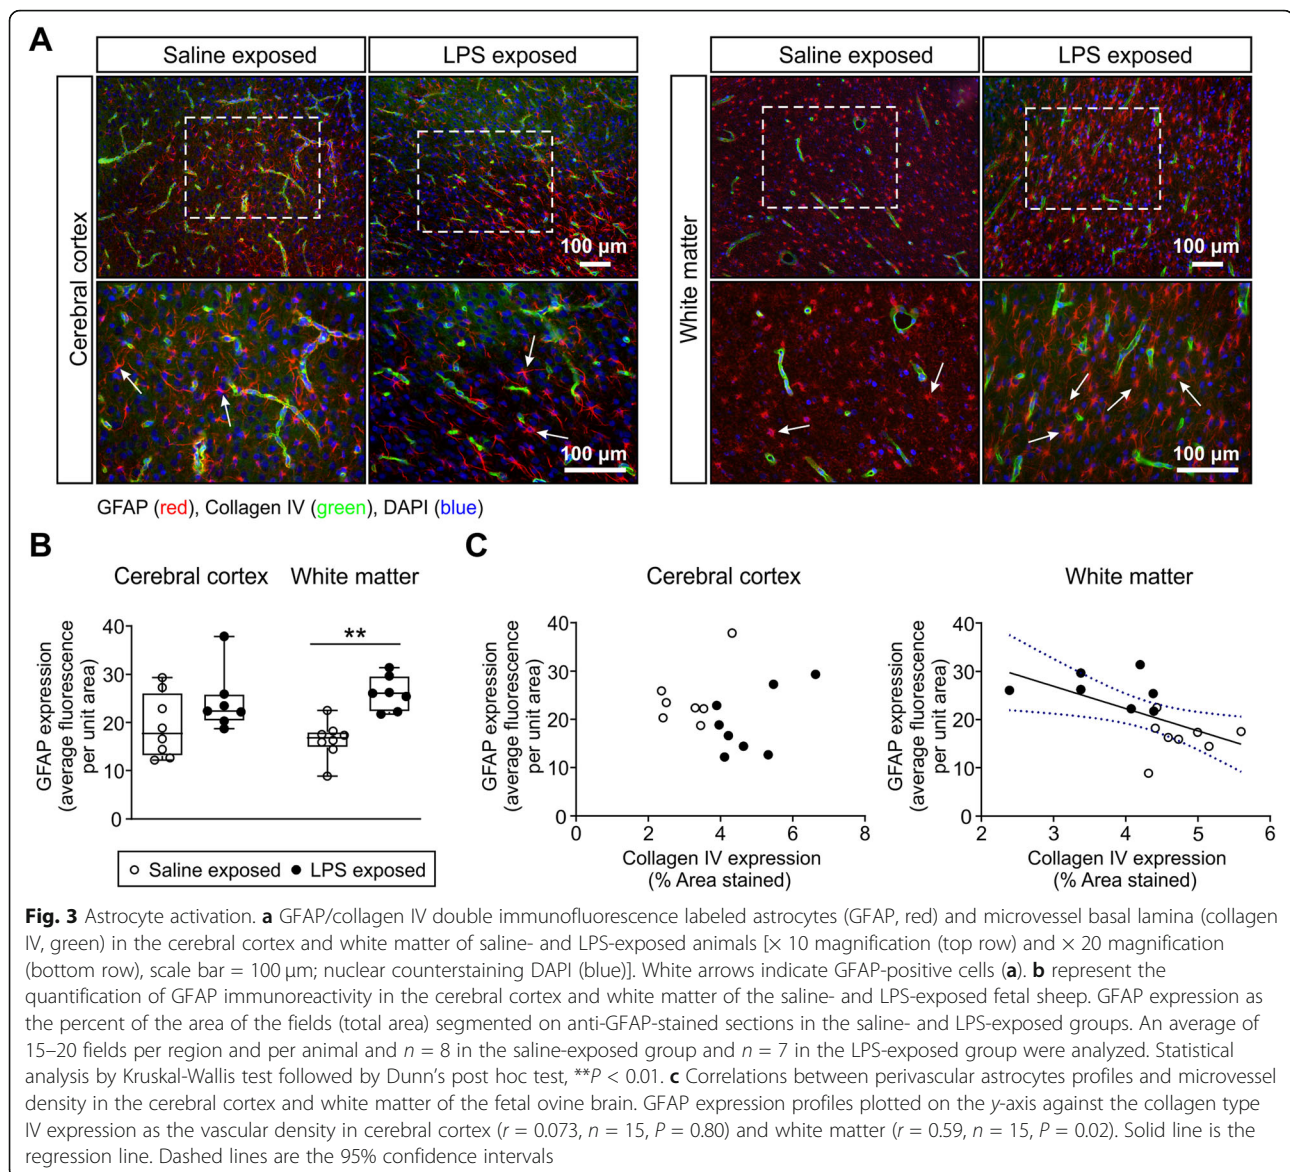 A
Saline exposed
LPS exposed
Saline exposed
LPS exposed
Cerebral cortex
White matter
100 µm
100 µm
100 µm
100 µm
GFAP (red), Collagen IV (green), DAPI (blue)
B
Cerebral cortex
White matter
GFAP expression
(average fluorescence
per unit area)
40
30
20
10
0
**
Saline exposed
LPS exposed
C
Cerebral cortex
GFAP expression
(average fluorescence
per unit area)
40
30
20
10
0
0 2 4 6 8
Collagen IV expression
(% Area stained)
White matter
GFAP expression
(average fluorescence
per unit area)
40
30
20
10
0
2 3 4 5 6
Collagen IV expression
(% Area stained)
Fig. 3 Astrocyte activation. a GFAP/collagen IV double immunofluorescence labeled astrocytes (GFAP, red) and microvessel basal lamina (collagen
IV, green) in the cerebral cortex and white matter of saline- and LPS-exposed animals [× 10 magnification (top row) and × 20 magnification
(bottom row), scale bar = 100 µm; nuclear counterstaining DAPI (blue)]. White arrows indicate GFAP-positive cells (a). b represent the
quantification of GFAP immunoreactivity in the cerebral cortex and white matter of the saline- and LPS-exposed fetal sheep. GFAP expression as
the percent of the area of the fields (total area) segmented on anti-GFAP-stained sections in the saline- and LPS-exposed groups. An average of
15–20 fields per region and per animal and n = 8 in the saline-exposed group and n = 7 in the LPS-exposed group were analyzed. Statistical
analysis by Kruskal-Wallis test followed by Dunn's post hoc test, **P < 0.01. c Correlations between perivascular astrocytes profiles and microvessel
density in the cerebral cortex and white matter of the fetal ovine brain. GFAP expression profiles plotted on the y-axis against the collagen type
IV expression as the vascular density in cerebral cortex (r = 0.073, n = 15, P = 0.80) and white matter (r = 0.59, n = 15, P = 0.02). Solid line is the
regression line. Dashed lines are the 95% confidence intervals